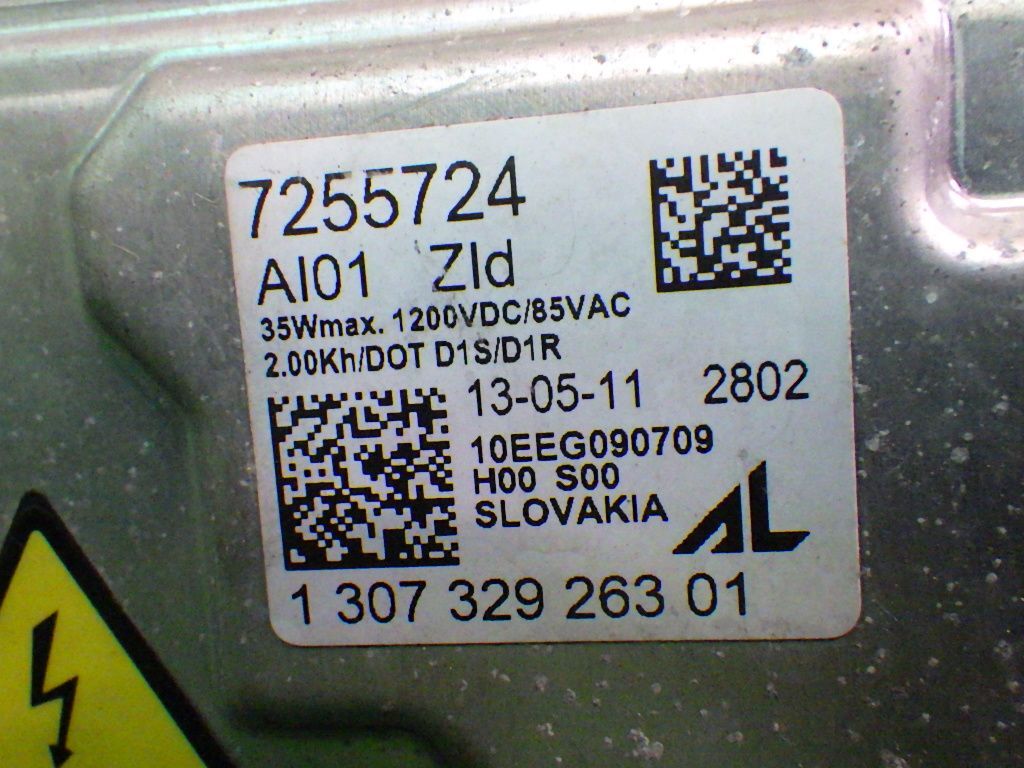 7255724
AI01 ZId
35Wmax. 1200VDC/85VAC
2.00Kh/DOT D1S/D1R
13-05-11 2802
10EEG090709
H00 S00
SLOVAKIA
AL
1 307 329 263 01